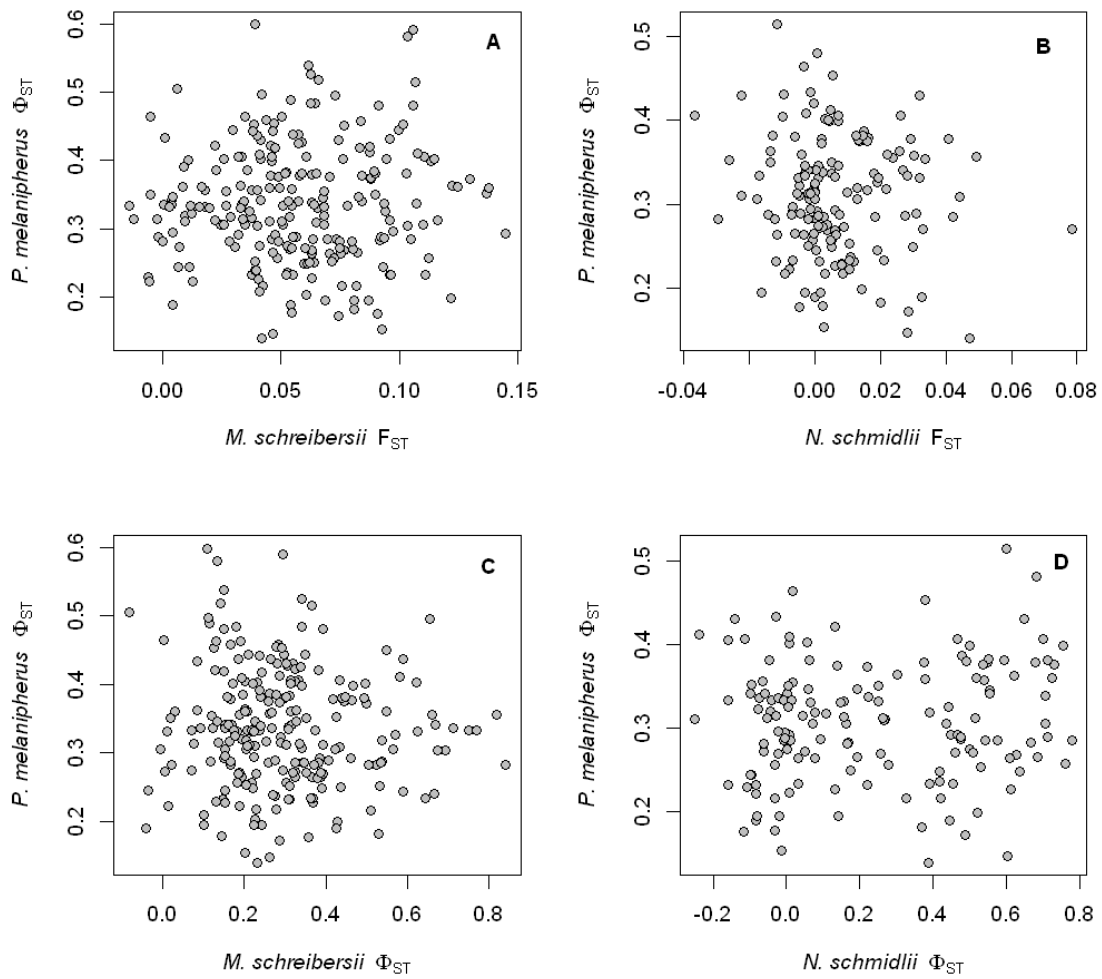 A
0.6
0.5
0.4
0.3
0.2
P. melanipherus ΦST
0.00 0.05 0.10 0.15
M. schreibersii FST
B
0.5
0.4
0.3
0.2
P. melanipherus ΦST
-0.04 0.00 0.02 0.04 0.06 0.08
N. schmidlii FST
C
0.6
0.5
0.4
0.3
0.2
P. melanipherus ΦST
0.0 0.2 0.4 0.6 0.8
M. schreibersii ΦST
D
0.5
0.4
0.3
0.2
P. melanipherus ΦST
-0.2 0.0 0.2 0.4 0.6 0.8
N. schmidlii ΦST